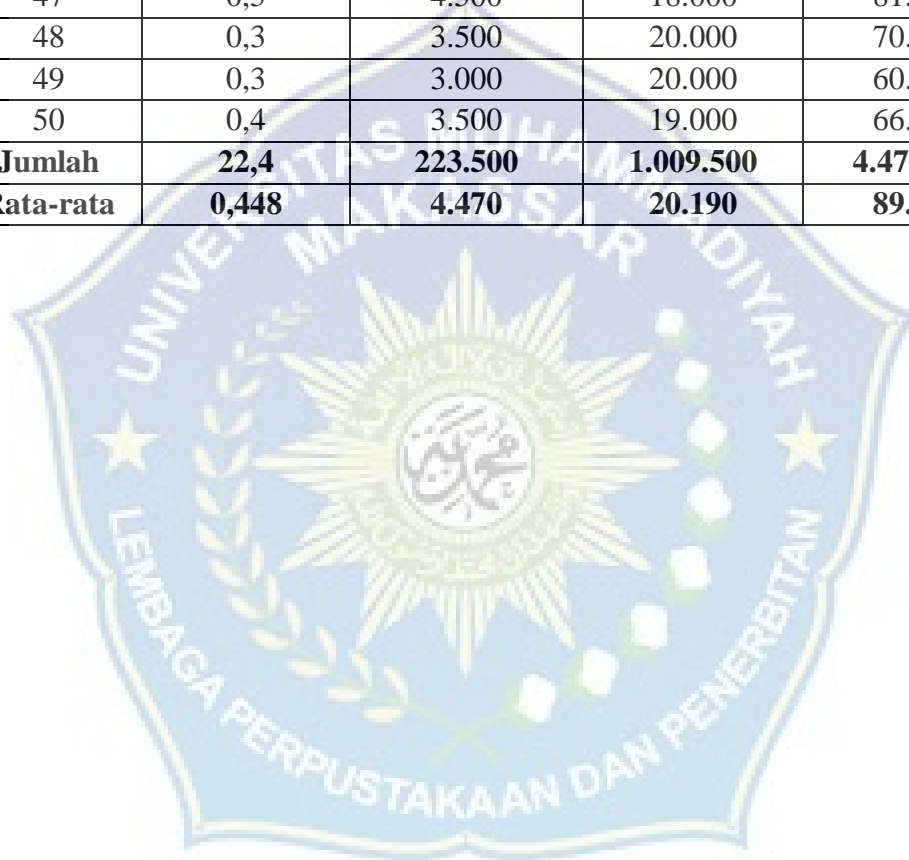 48 0,3 3.500 20.000 70.
49 0,3 3.000 20.000 60.
50 0,4 3.500 19.000 66.
Jumlah 22,4 223.500 1.009.500 4.47
Rata-rata 0,448 4.470 20.190 89.
UNIVERSITAS MUHAMMADIYAH
MAKASSAR
LEMBAGA PERPUSTAKAAN DAN PENERBITAN